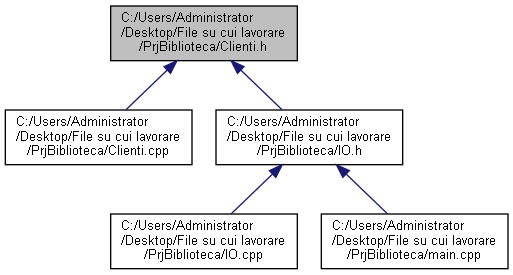 C:/Users/Administrator
/Desktop/File su cui lavorare
/PrjBiblioteca/Clienti.h
C:/Users/Administrator
/Desktop/File su cui lavorare
/PrjBiblioteca/Clienti.cpp
C:/Users/Administrator
/Desktop/File su cui lavorare
/PrjBiblioteca/IO.h
C:/Users/Administrator
/Desktop/File su cui lavorare
/PrjBiblioteca/IO.cpp
C:/Users/Administrator
/Desktop/File su cui lavorare
/PrjBiblioteca/main.cpp